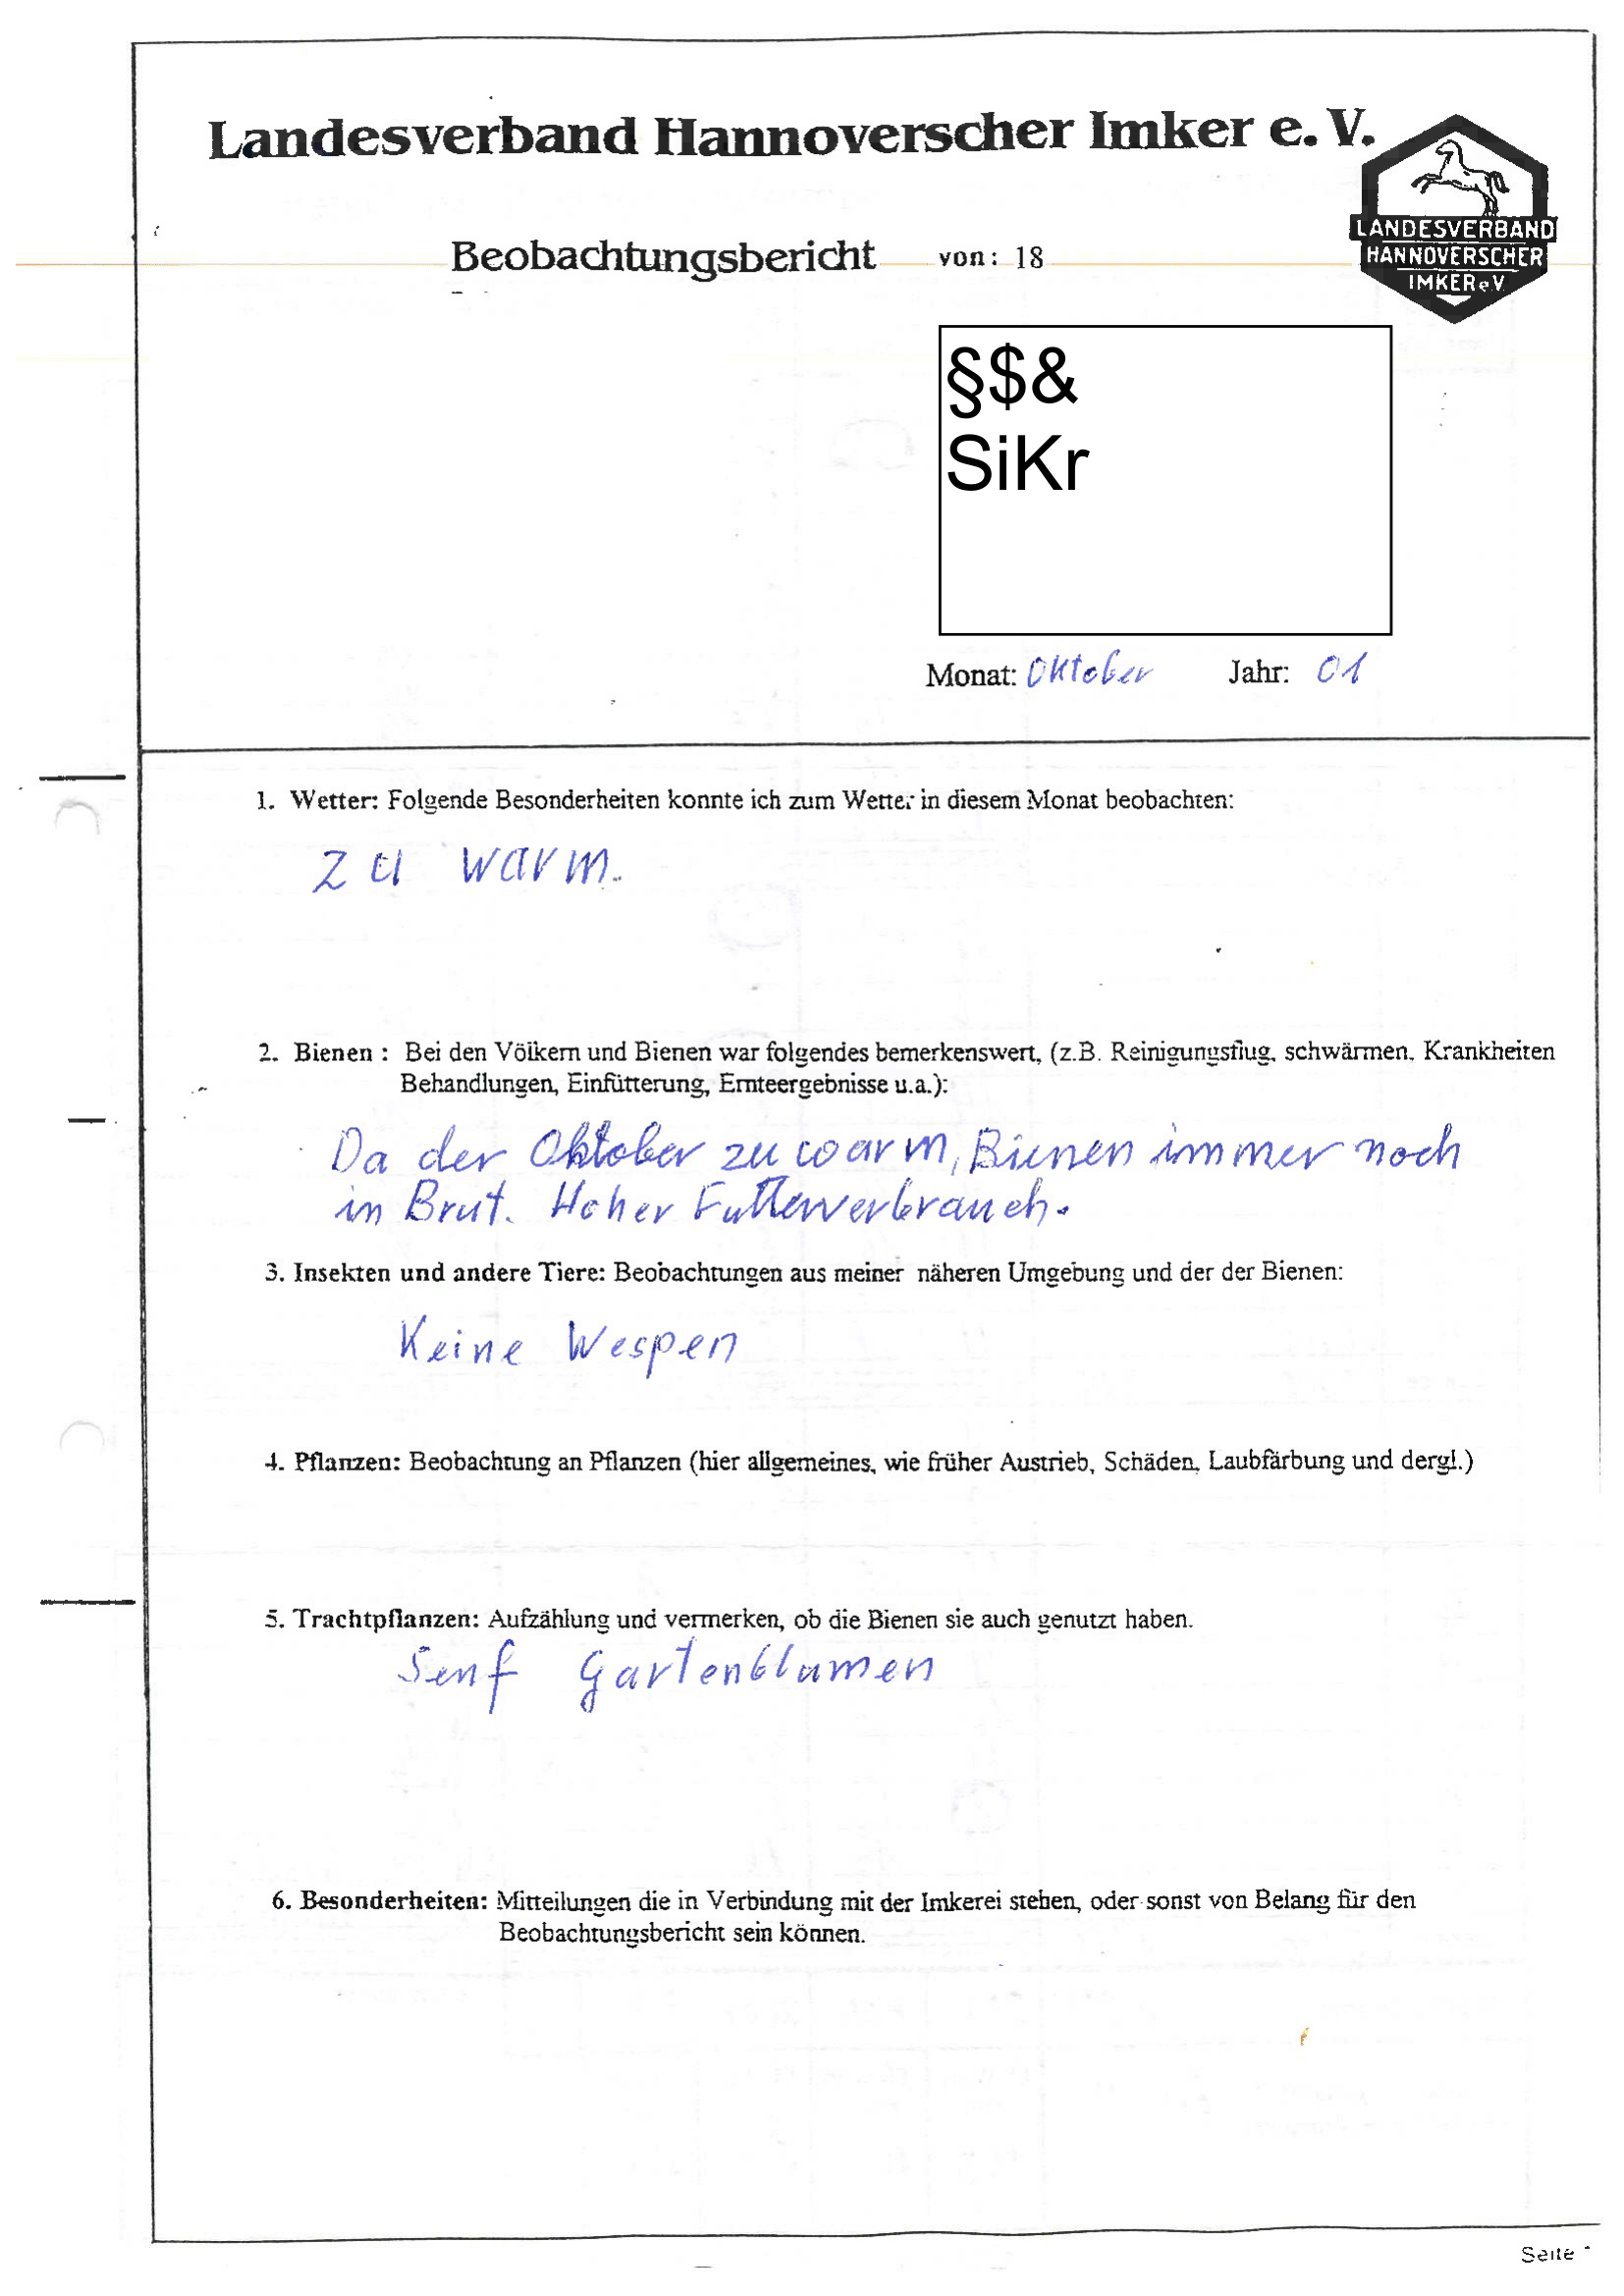 Landesverband Hannoverscher Imker e. V.
LANDESVERBAND
HANNOVERSCHER
IMKER e.V.
Beobachtungsbericht von: 18
§$&
SiKr
Monat: Oktober Jahr: 01
1. Wetter: Folgende Besonderheiten konnte ich zum Wetter in diesem Monat beobachten:
zu warm.
2. Bienen : Bei den Völkern und Bienen war folgendes bemerkenswert, (z.B. Reinigungsflug, schwärmen, Krankheiten
Behandlungen, Einfütterung, Ernteergebnisse u.a.):
Da der Oktober zu warm, Bienen immer noch
in Brut. Hoher Futterverbrauch.
3. Insekten und andere Tiere: Beobachtungen aus meiner näheren Umgebung und der der Bienen:
Keine Wespen
4. Pflanzen: Beobachtung an Pflanzen (hier allgemeines, wie früher Austrieb, Schäden, Laubfärbung und dergl.)
5. Trachtpflanzen: Aufzählung und vermerken, ob die Bienen sie auch genutzt haben.
Senf Gartenblumen
6. Besonderheiten: Mitteilungen die in Verbindung mit der Imkerei stehen, oder sonst von Belang für den
Beobachtungsbericht sein können.
Seite